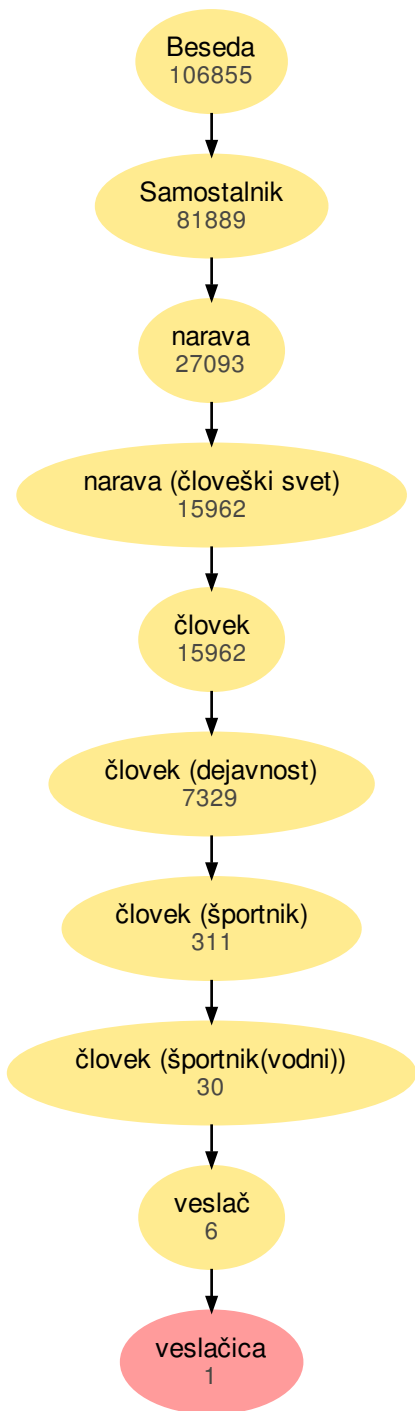 Beseda
106855
Samostalnik
81889
narava
27093
narava (človeški svet)
15962
človek
15962
človek (dejavnost)
7329
človek (športnik)
311
človek (športnik(vodni))
30
veslač
6
veslačica
1